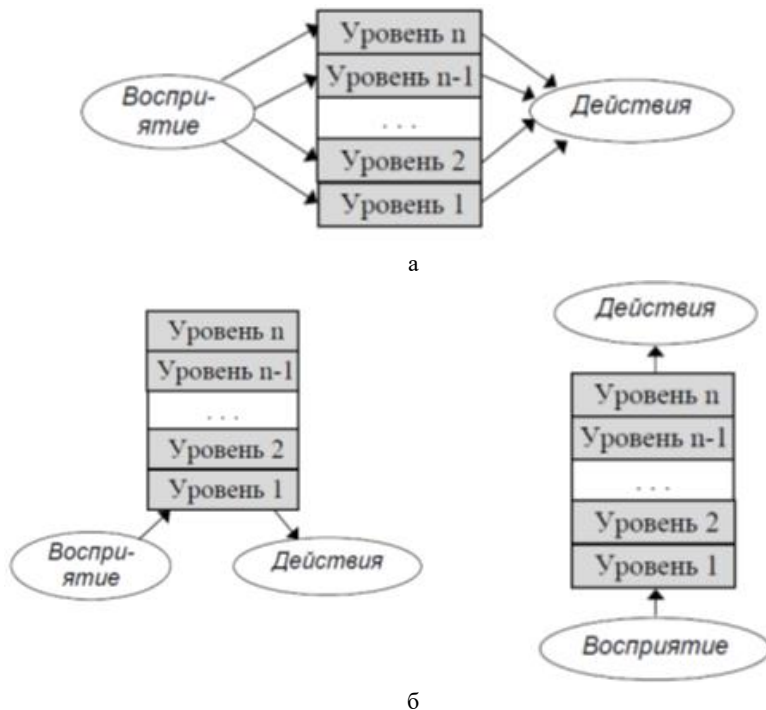 Уровень n
Уровень n-1
. . .
Уровень 2
Уровень 1
Воспри-
ятие
Действия
а
Уровень n
Уровень n-1
. . .
Уровень 2
Уровень 1
Воспри-
ятие
Действия
Действия
Уровень n
Уровень n-1
. . .
Уровень 2
Уровень 1
Восприятие
б